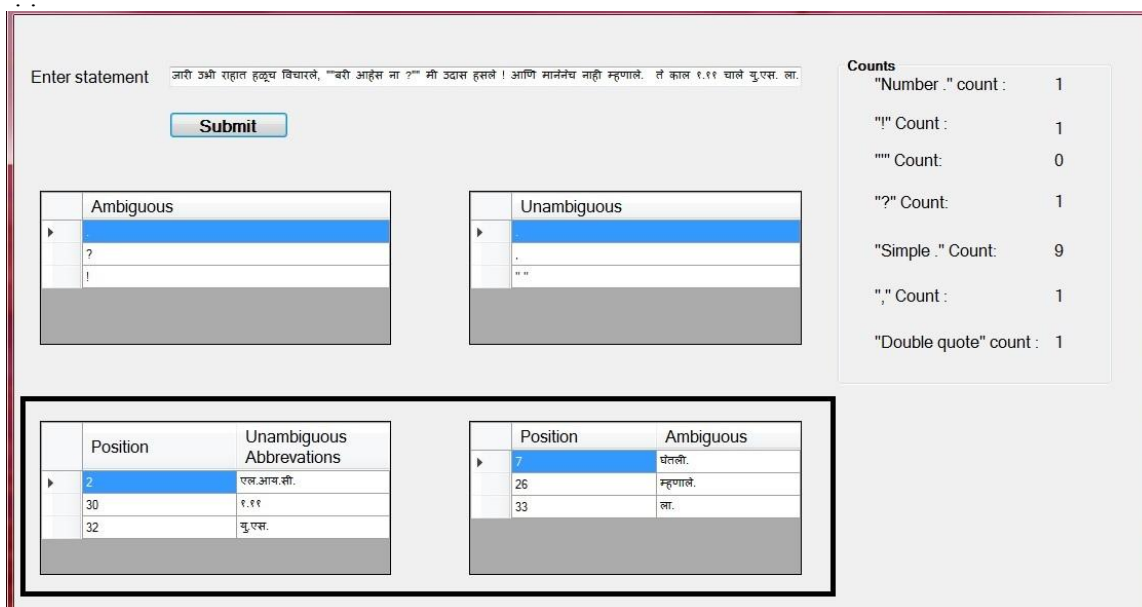 Enter statement
जारी उभी राहात हळूच विचारले, ""बरी आहेस ना ?"" मी उदास हसले ! आणि मानेनेच नाही म्हणाले. ते काल १.११ चाले यु.एस. ला.
Submit
Counts
"Number ." count : 1
"!" Count : 1
""" Count: 0
"?" Count: 1
"Simple ." Count: 9
"," Count : 1
"Double quote" count : 1
Ambiguous
.
?
!
Unambiguous
.
,
" "
Position Unambiguous Abbrevations
2 एल.आय.सी.
30 १.११
32 यु.एस.
Position Ambiguous
7 घेतली.
26 म्हणाले.
33 ला.